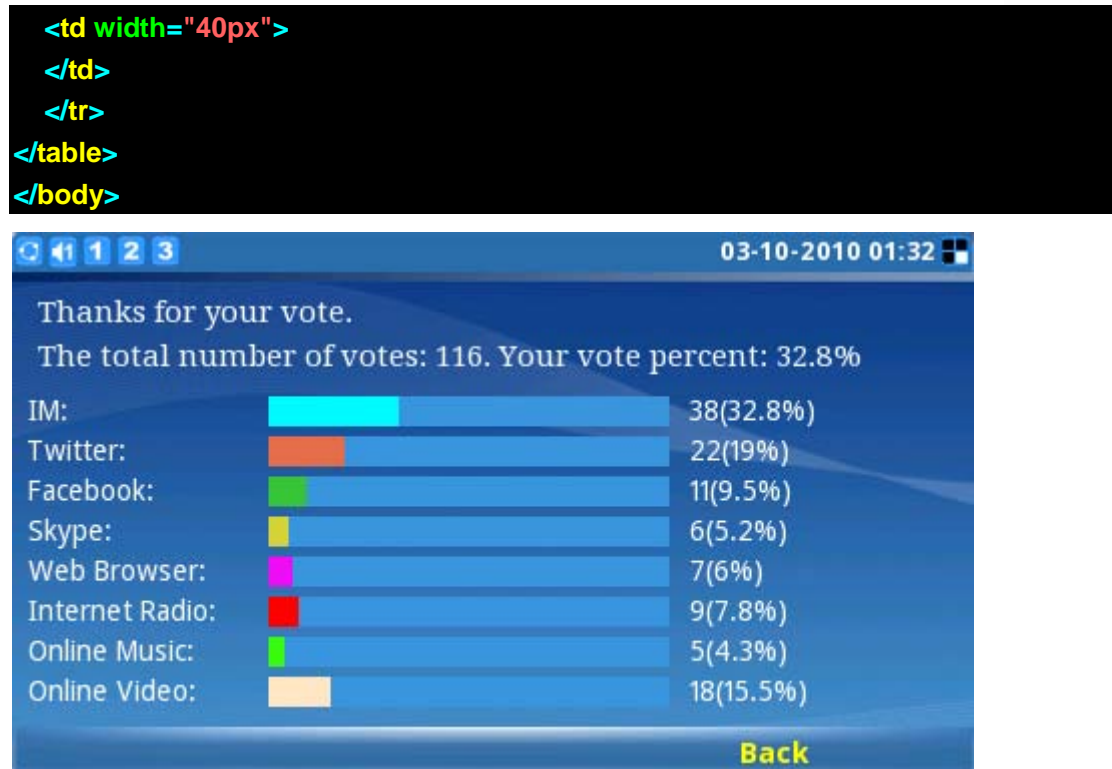 <td width="40px">
</td>
</tr>
</table>
</body>
1 1 2 3 03-10-2010 01:32
Thanks for your vote.
The total number of votes: 116. Your vote percent: 32.8%
IM: 38(32.8%)
Twitter: 22(19%)
Facebook: 11(9.5%)
Skype: 6(5.2%)
Web Browser: 7(6%)
Internet Radio: 9(7.8%)
Online Music: 5(4.3%)
Online Video: 18(15.5%)
Back